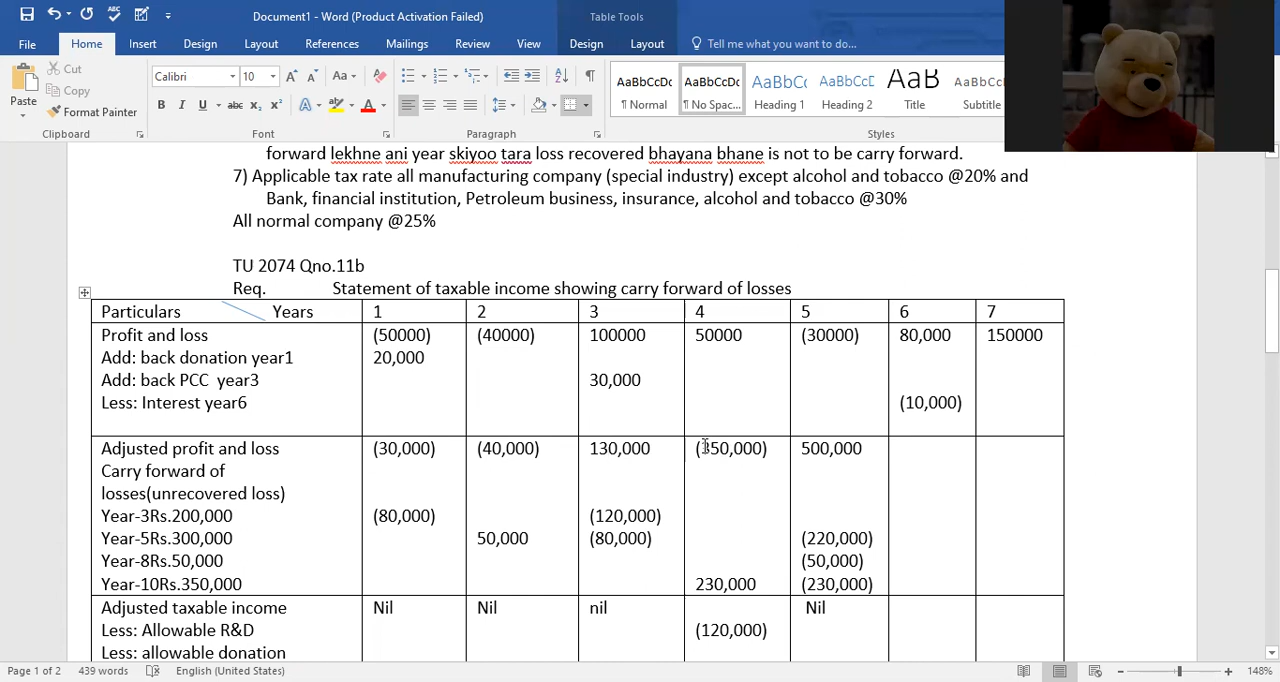 Document1 - Word (Product Activation Failed)
Table Tools
File Home Insert Design Layout References Mailings Review View Design Layout Tell me what you want to do...
Paste
Cut
Copy
Format Painter
Calibri 10
Aa
B I U abc x₂ x² A A
AaBbCcDc AaBbCcDc AaBbCc AaBbCcC AaB AaBbCc
¶ Normal ¶ No Spac... Heading 1 Heading 2 Title Subtitle
Clipboard Font Paragraph Styles
forward lekhne ani year skiyoo tara loss recovered bhayana bhane is not to be carry forward.
7) Applicable tax rate all manufacturing company (special industry) except alcohol and tobacco @20% and
Bank, financial institution, Petroleum business, insurance, alcohol and tobacco @30%
All normal company @25%
TU 2074 Qno.11b
Req. Statement of taxable income showing carry forward of losses
Particulars Years 1 2 3 4 5 6 7
Profit and loss (50000) (40000) 100000 50000 (30000) 80,000 150000
Add: back donation year1 20,000
Add: back PCC year3 30,000
Less: Interest year6 (10,000)
Adjusted profit and loss (30,000) (40,000) 130,000 (350,000) 500,000
Carry forward of
losses(unrecovered loss)
Year-3Rs.200,000 (80,000) (120,000)
Year-5Rs.300,000 50,000 (80,000) (220,000)
Year-8Rs.50,000 (50,000)
Year-10Rs.350,000 230,000 (230,000)
Adjusted taxable income Nil Nil nil Nil
Less: Allowable R&D (120,000)
Less: allowable donation
Page 1 of 2 439 words English (United States) 148%